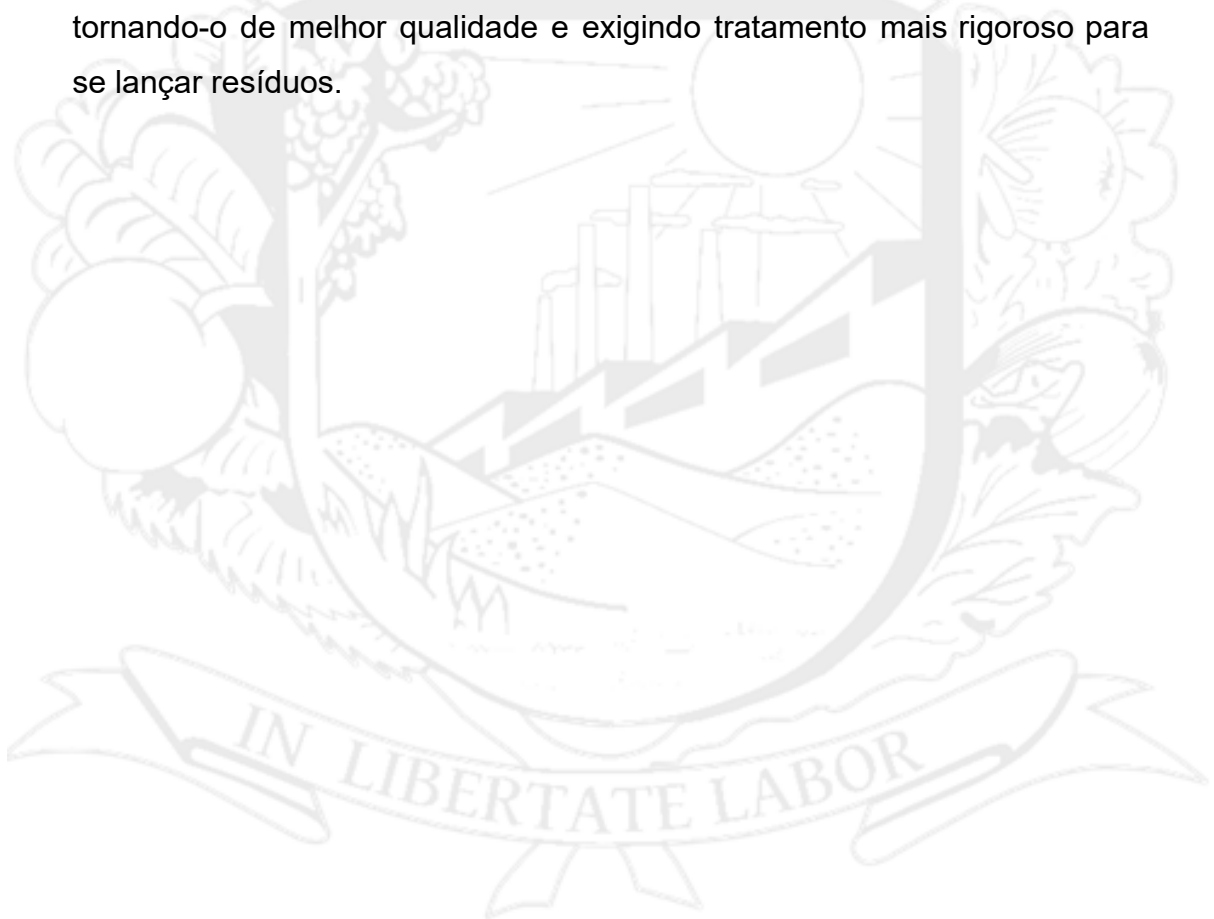 tornando-o de melhor qualidade e exigindo tratamento mais rigoroso para
se lançar resíduos.
IN LIBERTATE LABOR